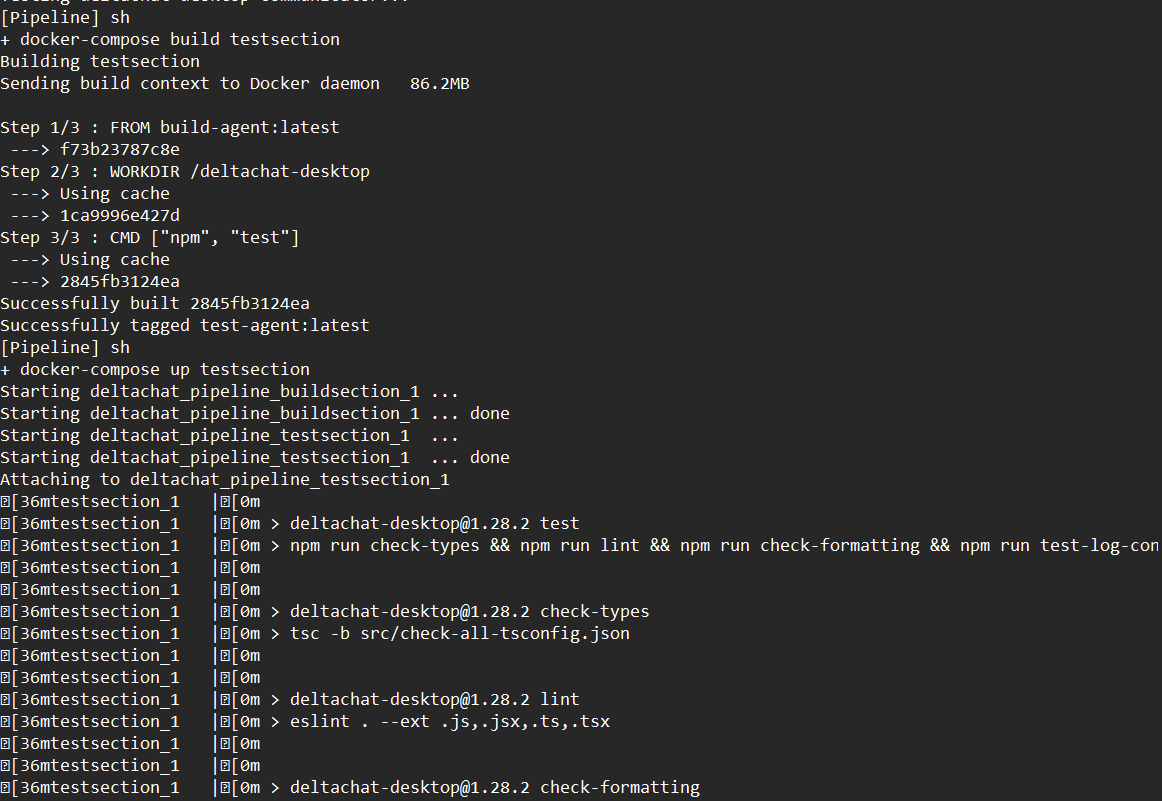 [Pipeline] sh
+ docker-compose build testsection
Building testsection
Sending build context to Docker daemon   86.2MB
Step 1/3 : FROM build-agent:latest
 ---> f73b23787c8e
Step 2/3 : WORKDIR /deltachat-desktop
 ---> Using cache
 ---> 1ca9996e427d
Step 3/3 : CMD ["npm", "test"]
 ---> Using cache
 ---> 2845fb3124ea
Successfully built 2845fb3124ea
Successfully tagged test-agent:latest
[Pipeline] sh
+ docker-compose up testsection
Starting deltachat_pipeline_buildsection_1 ...
Starting deltachat_pipeline_buildsection_1 ... done
Starting deltachat_pipeline_testsection_1  ...
Starting deltachat_pipeline_testsection_1  ... done
Attaching to deltachat_pipeline_testsection_1
[36mtestsection_1   |[0m
[36mtestsection_1   |[0m > deltachat-desktop@1.28.2 test
[36mtestsection_1   |[0m > npm run check-types && npm run lint && npm run check-formatting && npm run test-log-con
[36mtestsection_1   |[0m
[36mtestsection_1   |[0m
[36mtestsection_1   |[0m > deltachat-desktop@1.28.2 check-types
[36mtestsection_1   |[0m > tsc -b src/check-all-tsconfig.json
[36mtestsection_1   |[0m
[36mtestsection_1   |[0m
[36mtestsection_1   |[0m > deltachat-desktop@1.28.2 lint
[36mtestsection_1   |[0m > eslint . --ext .js,.jsx,.ts,.tsx
[36mtestsection_1   |[0m
[36mtestsection_1   |[0m
[36mtestsection_1   |[0m > deltachat-desktop@1.28.2 check-formatting